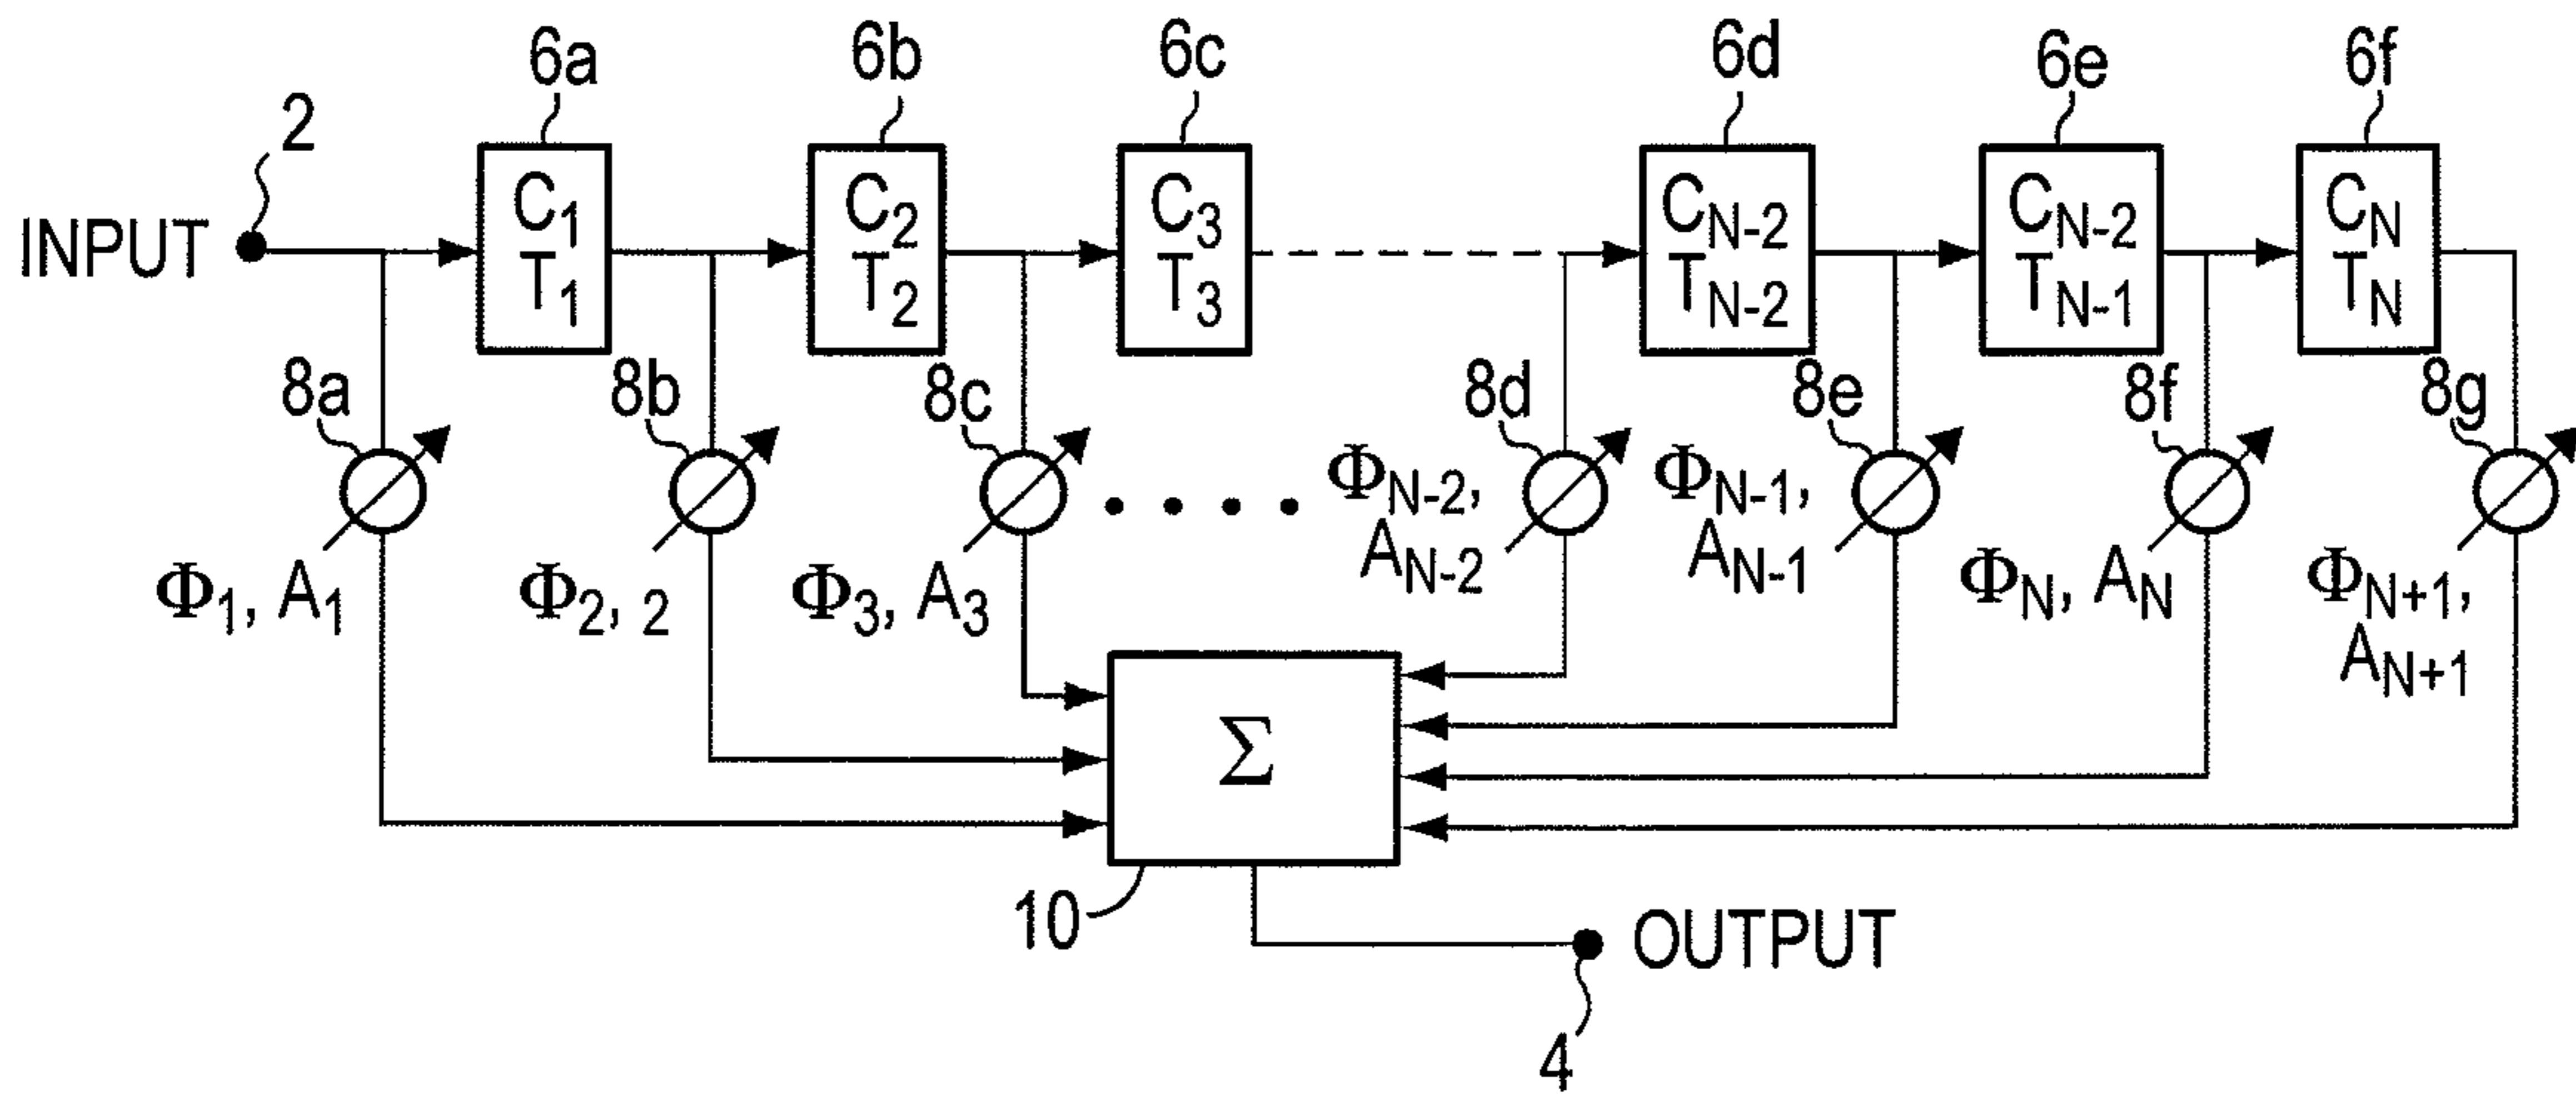 6a
6b
6c
6d
6e
6f
2
INPUT
C1
T1
C2
T2
C3
T3
CN-2
TN-2
CN-2
TN-1
CN
TN
8a
8b
8c
8d
8e
8f
8g
Φ1, A1
Φ2, 2
Φ3, A3
ΦN-2,
AN-2
ΦN-1,
AN-1
ΦN, AN
ΦN+1,
AN+1
Σ
10
OUTPUT
4